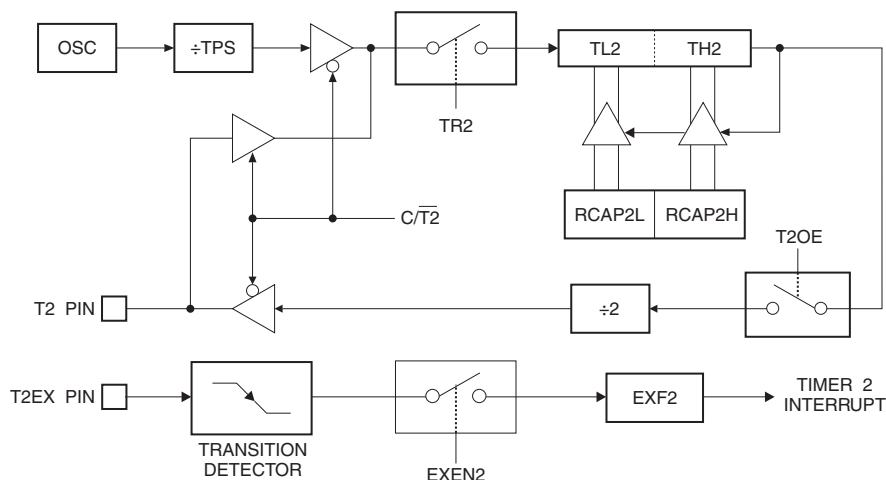 OSC
÷TPS
TR2
TL2
TH2
C/T̅2̅
RCAP2L
RCAP2H
T2OE
T2 PIN
÷2
T2EX PIN
TRANSITION
DETECTOR
EXEN2
EXF2
TIMER 2
INTERRUPT